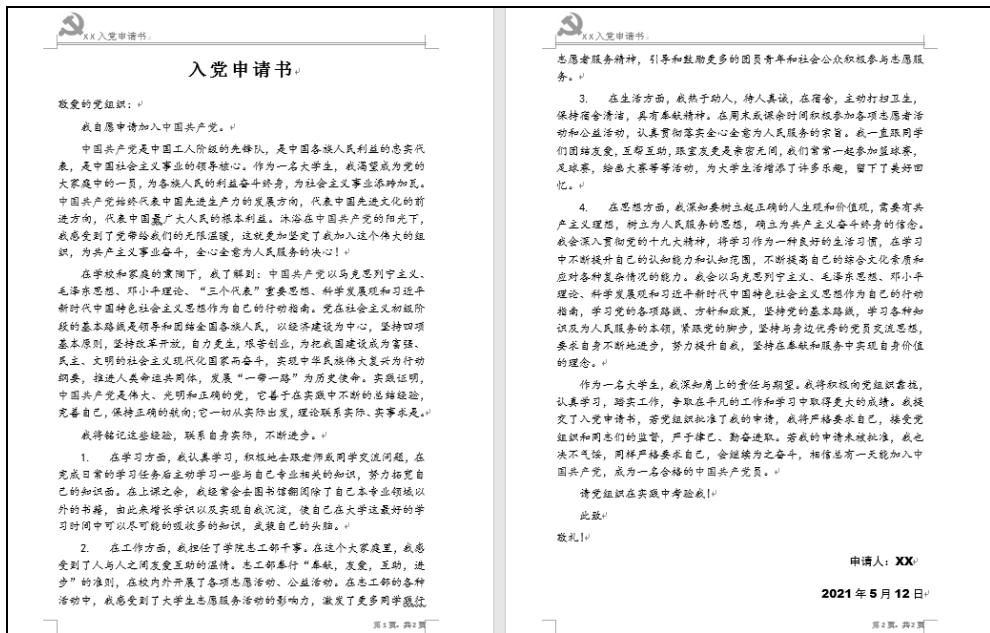 XX入党申请书
入党申请书
敬爱的党组织：
我自愿申请加入中国共产党。
中国共产党是中国工人阶级的先锋队，是中国各族人民利益的忠实代
表，是中国社会主义事业的领导核心。作为一名大学生，我渴望成为党的
大家庭中的一员，为各族人民的利益奋斗终身，为社会主义事业添砖加瓦。
中国共产党始终代表中国先进生产力的发展方向，代表中国先进文化的前
进方向，代表中国最广大人民的根本利益。沐浴在中国共产党的阳光下，
我感受到了党带给我们的无限温暖，这就更加坚定了我加入这个伟大的组
织，为共产主义事业奋斗，全心全意为人民服务的决心！
在学校和家庭的熏陶下，我了解到：中国共产党以马克思列宁主义、
毛泽东思想、邓小平理论、“三个代表”重要思想、科学发展观和习近平
新时代中国特色社会主义思想作为自己的行动指南。党在社会主义初级阶
段的基本路线是领导和团结全国各族人民，以经济建设为中心，坚持四项
基本原则，坚持改革开放，自力更生，艰苦创业，为把我国建设成为富强、
民主、文明的社会主义现代化国家而奋斗，实现中华民族伟大复兴为行动
纲要，推进人类命运共同体，发展“一带一路”为历史使命。实践证明，
中国共产党是伟大、光明和正确的党，它善于在实践中不断的总结经验，
完善自己，保持正确的航向；它一切从实际出发，理论联系实际、实事求是。
我将铭记这些经验，联系自身实际，不断进步。
1. 在学习方面，我认真学习，积极地去跟老师或同学交流问题，在
完成日常的学习任务后主动学习一些与自己专业相关的知识，努力拓宽自
己的知识面。在上课之余，我经常会去图书馆翻阅除了自己本专业领域以
外的书籍，由此来增长学识以及实现自我沉淀，使自己在大学这最好的学
习时间中可以尽可能的吸收多的知识，武装自己的头脑。
2. 在工作方面，我担任了学院志工部干事。在这个大家庭里，我感
受到了人与人之间友爱互助的温情。志工部奉行“奉献，友爱，互助，进
步”的准则，在校内外开展了各项志愿活动、公益活动。在志工部的各种
活动中，我感受到了大学生志愿服务活动的影响力，激发了更多同学践行
第1页，共2页
XX入党申请书
志愿者服务精神，引导和鼓励更多的团员青年和社会公众积极参与志愿服
务。
3. 在生活方面，我热于助人，待人真诚，在宿舍，主动打扫卫生，
保持宿舍清洁，具有奉献精神。在周末或课余时间积极参加各项志愿者活
动和公益活动，认真贯彻落实全心全意为人民服务的宗旨。我一直跟同学
们团结友爱，互帮互助，跟室友更是亲密无间，我们常常一起参加篮球赛，
足球赛，绘画大赛等等活动，为大学生活增添了许多乐趣，留下了美好回
忆。
4. 在思想方面，我深知要树立起正确的人生观和价值观，需要有共
产主义理想，树立为人民服务的思想，确立为共产主义奋斗终身的信念。
我会深入贯彻党的十九大精神，将学习作为一种良好的生活习惯，在学习
中不断提升自己的认知能力和认知范围，不断提高自己的综合文化素质和
应对各种复杂情况的能力。我会以马克思列宁主义、毛泽东思想、邓小平
理论、科学发展观和习近平新时代中国特色社会主义思想作为自己的行动
指南，学习党的各项路线、方针和政策，坚持党的基本路线，学习各种知
识及为人民服务的本领，紧跟党的脚步，坚持与身边优秀的党员交流思想，
要求自身不断地进步，努力提升自我，坚持在奉献和服务中实现自身价值
的理念。
作为一名大学生，我深知肩上的责任与期望。我将积极向党组织靠拢，
认真学习，踏实工作，争取在平凡的工作和学习中取得更大的成绩。我提
交了入党申请书，若党组织批准了我的申请，我将严格要求自己，接受党
组织和同志们的监督，严于律己、勤奋进取。若我的申请未被批准，我也
决不气馁，同样严格要求自己，会继续为之奋斗，相信总有一天能加入中
国共产党，成为一名合格的中国共产党员。
请党组织在实践中考验我！
此致
敬礼！
申请人：XX
2021年5月12日
第2页，共2页